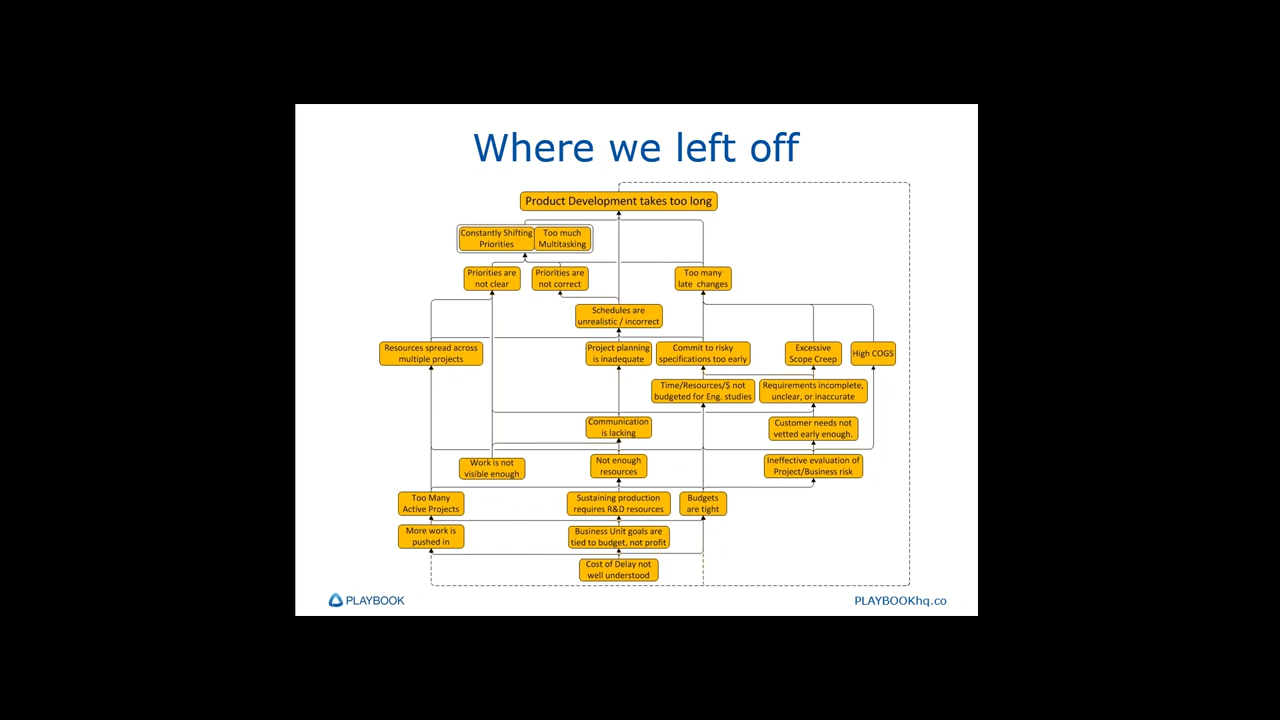 Where we left off
Product Development takes too long
Constantly Shifting
Priorities
Too much
Multitasking
Priorities are
not clear
Priorities are
not correct
Too many
late changes
Schedules are
unrealistic / incorrect
Resources spread across
multiple projects
Project planning
is inadequate
Commit to risky
specifications too early
Excessive
Scope Creep
High COGS
Time/Resources/$ not
budgeted for Eng. studies
Requirements incomplete,
unclear, or inaccurate
Communication
is lacking
Customer needs not
vetted early enough.
Work is not
visible enough
Not enough
resources
Ineffective evaluation of
Project/Business risk
Too Many
Active Projects
Sustaining production
requires R&D resources
Budgets
are tight
More work is
pushed in
Business Unit goals are
tied to budget, not profit
Cost of Delay not
well understood
PLAYBOOK
PLAYBOOKhq.co